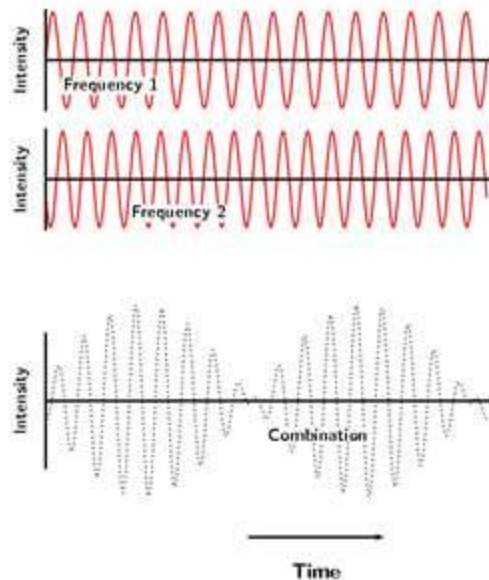 Intensity
Frequency 1
Intensity
Frequency 2
Intensity
Combination
Time